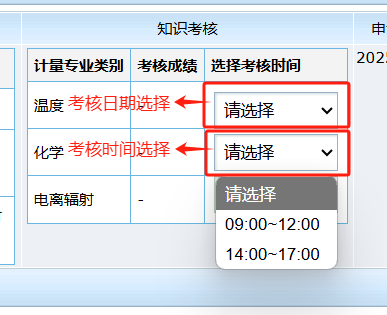 知识考核
申
计量专业类别 考核成绩 选择考核时间
2025
温度 考核日期选择 请选择
化学 考核时间选择 请选择
电离辐射 -
请选择
09:00~12:00
14:00~17:00